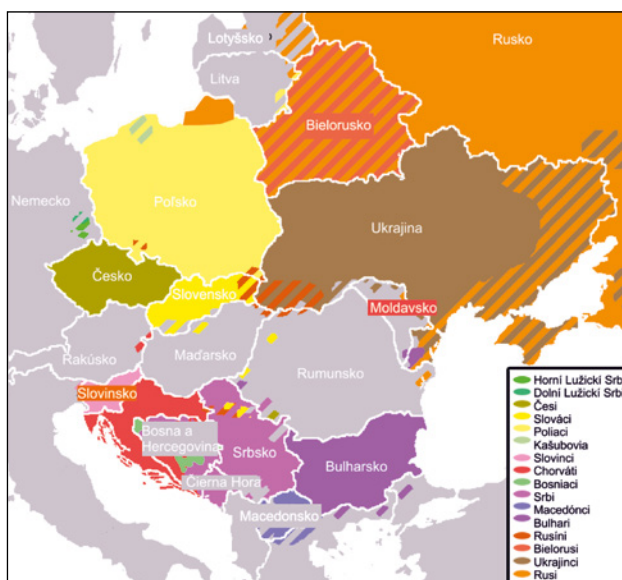 Lotyšsko
Rusko
Litva
Bielorusko
Nemecko
Poľsko
Ukrajina
Česko
Slovensko
Moldavsko
Rakúsko
Maďarsko
Rumunsko
Slovinsko
Bosna a
Hercegovina
Srbsko
Bulharsko
Čierna Hora
Macedonsko
Horní Lužickí Srbi
Dolní Lužickí Srbi
Česi
Slováci
Poliaci
Kašubovia
Slovinci
Chorváti
Bosniaci
Srbi
Macedónci
Bulhari
Rusíni
Bielorusi
Ukrajinci
Rusi